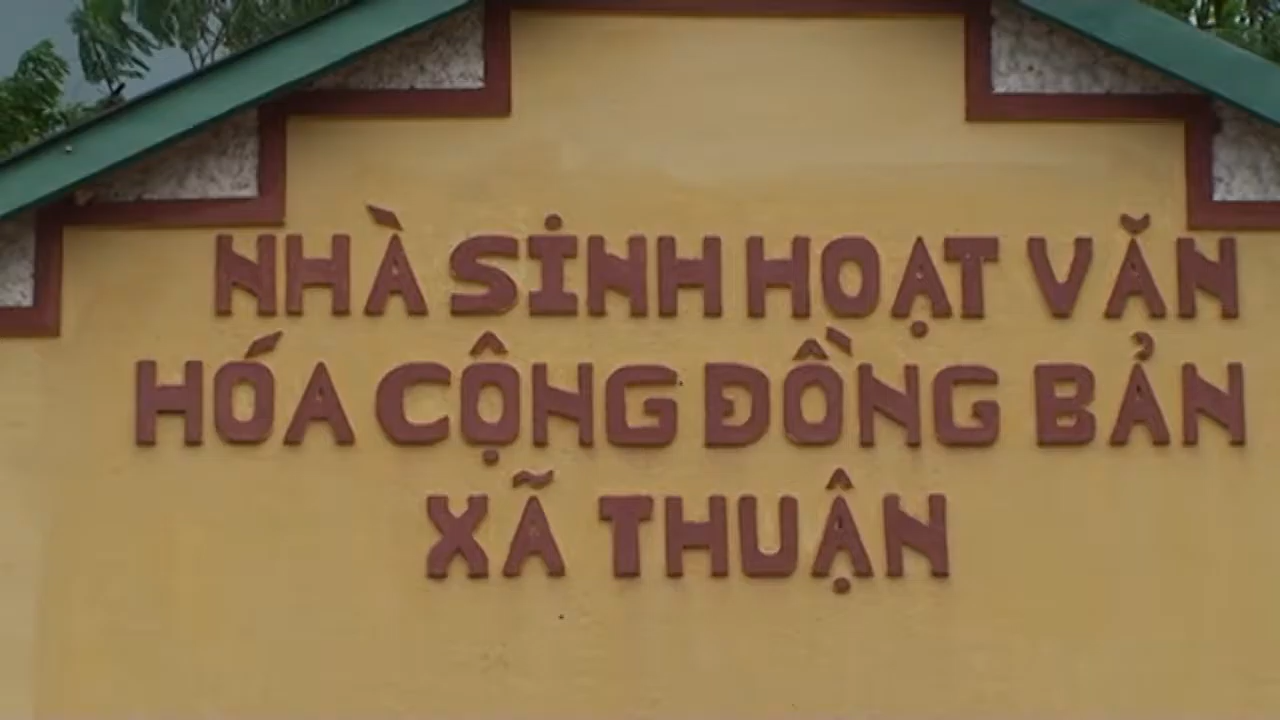 NHÀ SINH HOẠT VĂN
HÓA CỘNG ĐỒNG BẢN
XÃ THUẬN